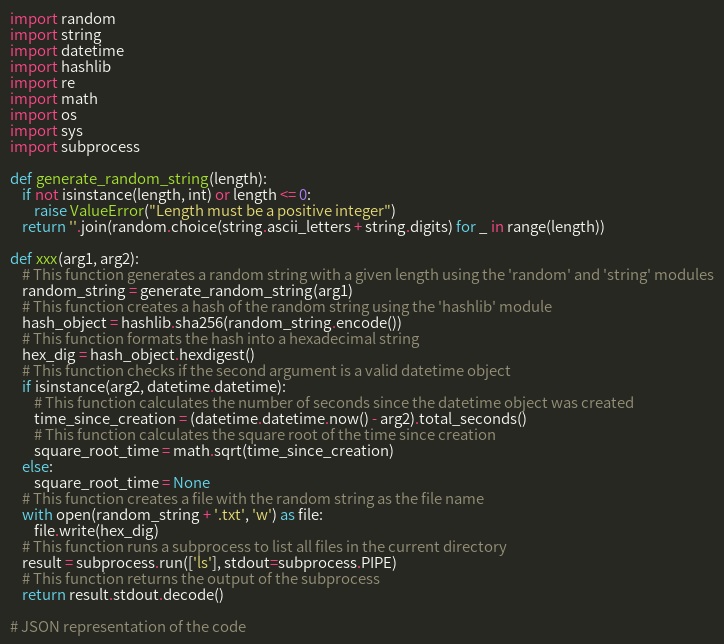 import random
import string
import datetime
import hashlib
import re
import math
import os
import sys
import subprocess

def generate_random_string(length):
    if not isinstance(length, int) or length <= 0:
        raise ValueError("Length must be a positive integer")
    return ''.join(random.choice(string.ascii_letters + string.digits) for _ in range(length))

def xxx(arg1, arg2):
    # This function generates a random string with a given length using the 'random' and 'string' modules
    random_string = generate_random_string(arg1)
    # This function creates a hash of the random string using the 'hashlib' module
    hash_object = hashlib.sha256(random_string.encode())
    # This function formats the hash into a hexadecimal string
    hex_dig = hash_object.hexdigest()
    # This function checks if the second argument is a valid datetime object
    if isinstance(arg2, datetime.datetime):
        # This function calculates the number of seconds since the datetime object was created
        time_since_creation = (datetime.datetime.now() - arg2).total_seconds()
        # This function calculates the square root of the time since creation
        square_root_time = math.sqrt(time_since_creation)
    else:
        square_root_time = None
    # This function creates a file with the random string as the file name
    with open(random_string + '.txt', 'w') as file:
        file.write(hex_dig)
    # This function runs a subprocess to list all files in the current directory
    result = subprocess.run(['ls'], stdout=subprocess.PIPE)
    # This function returns the output of the subprocess
    return result.stdout.decode()

# JSON representation of the code